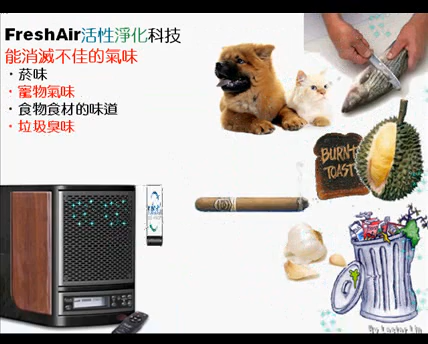 FreshAir活性淨化科技
能消滅不佳的氣味
・菸味
・寵物氣味
・食物食材的味道
・垃圾臭味
BURNT
TOAST